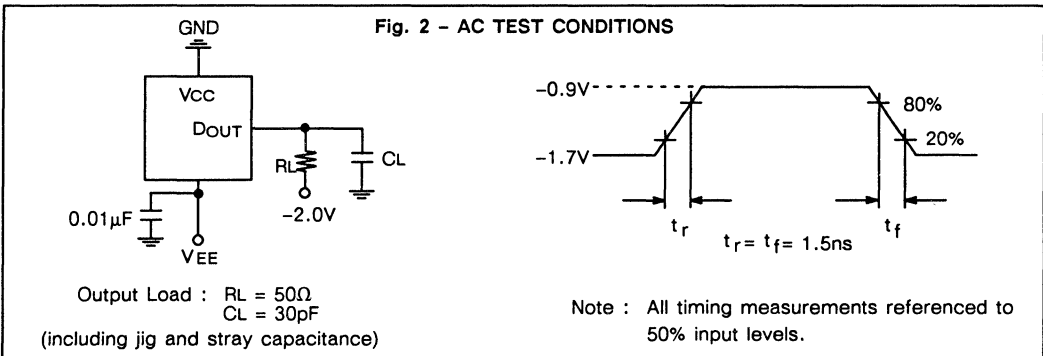 Fig. 2 – AC TEST CONDITIONS
GND
VCC
DOUT
RL
CL
-2.0V
0.01μF
VEE
Output Load : RL = 50Ω
CL = 30pF
(including jig and stray capacitance)
-0.9V
80%
20%
-1.7V
tr
tf
tr = tf = 1.5ns
Note : All timing measurements referenced to
50% input levels.